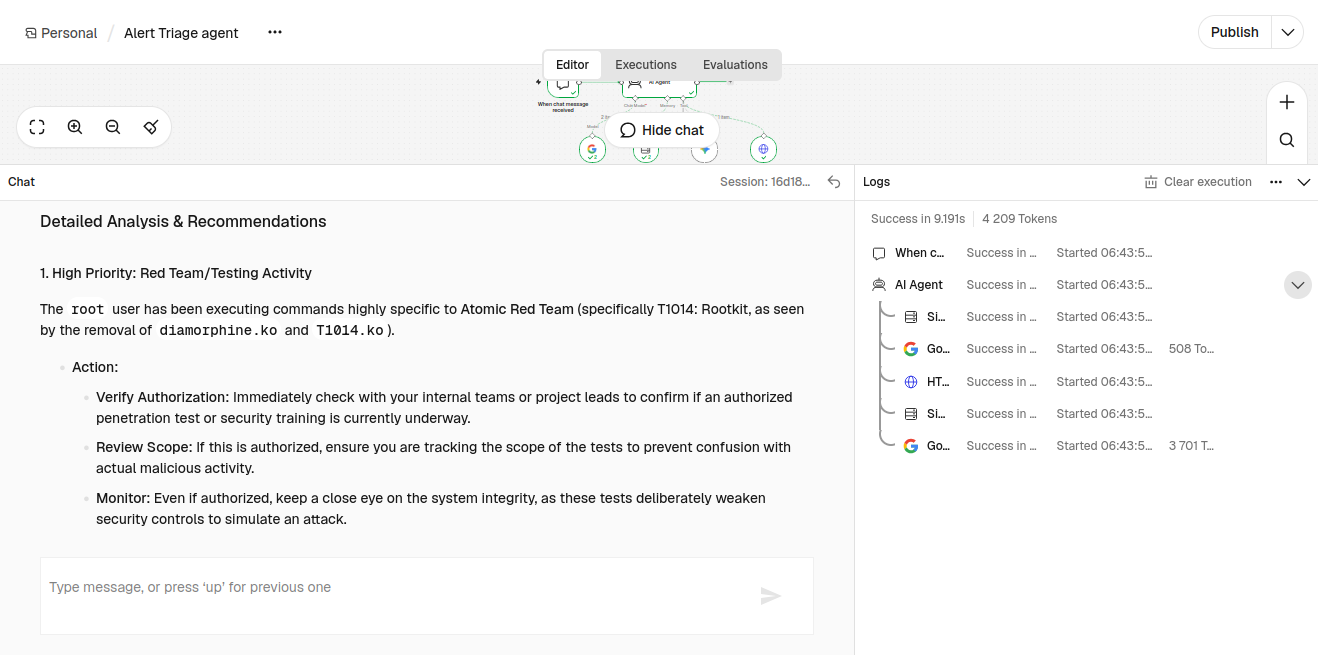 Personal / Alert Triage agent ...
Publish
Editor Executions Evaluations
AI Agent
When chat message
received
Chat Model* Memory Tool
Model
Hide chat
2 2
Chat Session: 16d18...
Logs Clear execution ...
Detailed Analysis & Recommendations
1. High Priority: Red Team/Testing Activity
The root user has been executing commands highly specific to Atomic Red Team (specifically T1014: Rootkit, as seen
by the removal of diamorphine.ko and T1014.ko ).
Action:
Verify Authorization: Immediately check with your internal teams or project leads to confirm if an authorized
penetration test or security training is currently underway.
Review Scope: If this is authorized, ensure you are tracking the scope of the tests to prevent confusion with
actual malicious activity.
Monitor: Even if authorized, keep a close eye on the system integrity, as these tests deliberately weaken
security controls to simulate an attack.
Type message, or press ‘up’ for previous one
Success in 9.191s 4 209 Tokens
When c... Success in ... Started 06:43:5...
AI Agent Success in ... Started 06:43:5...
Si... Success in ... Started 06:43:5...
Go... Success in ... Started 06:43:5... 508 To...
HT... Success in ... Started 06:43:5...
Si... Success in ... Started 06:43:5...
Go... Success in ... Started 06:43:5... 3 701 T...